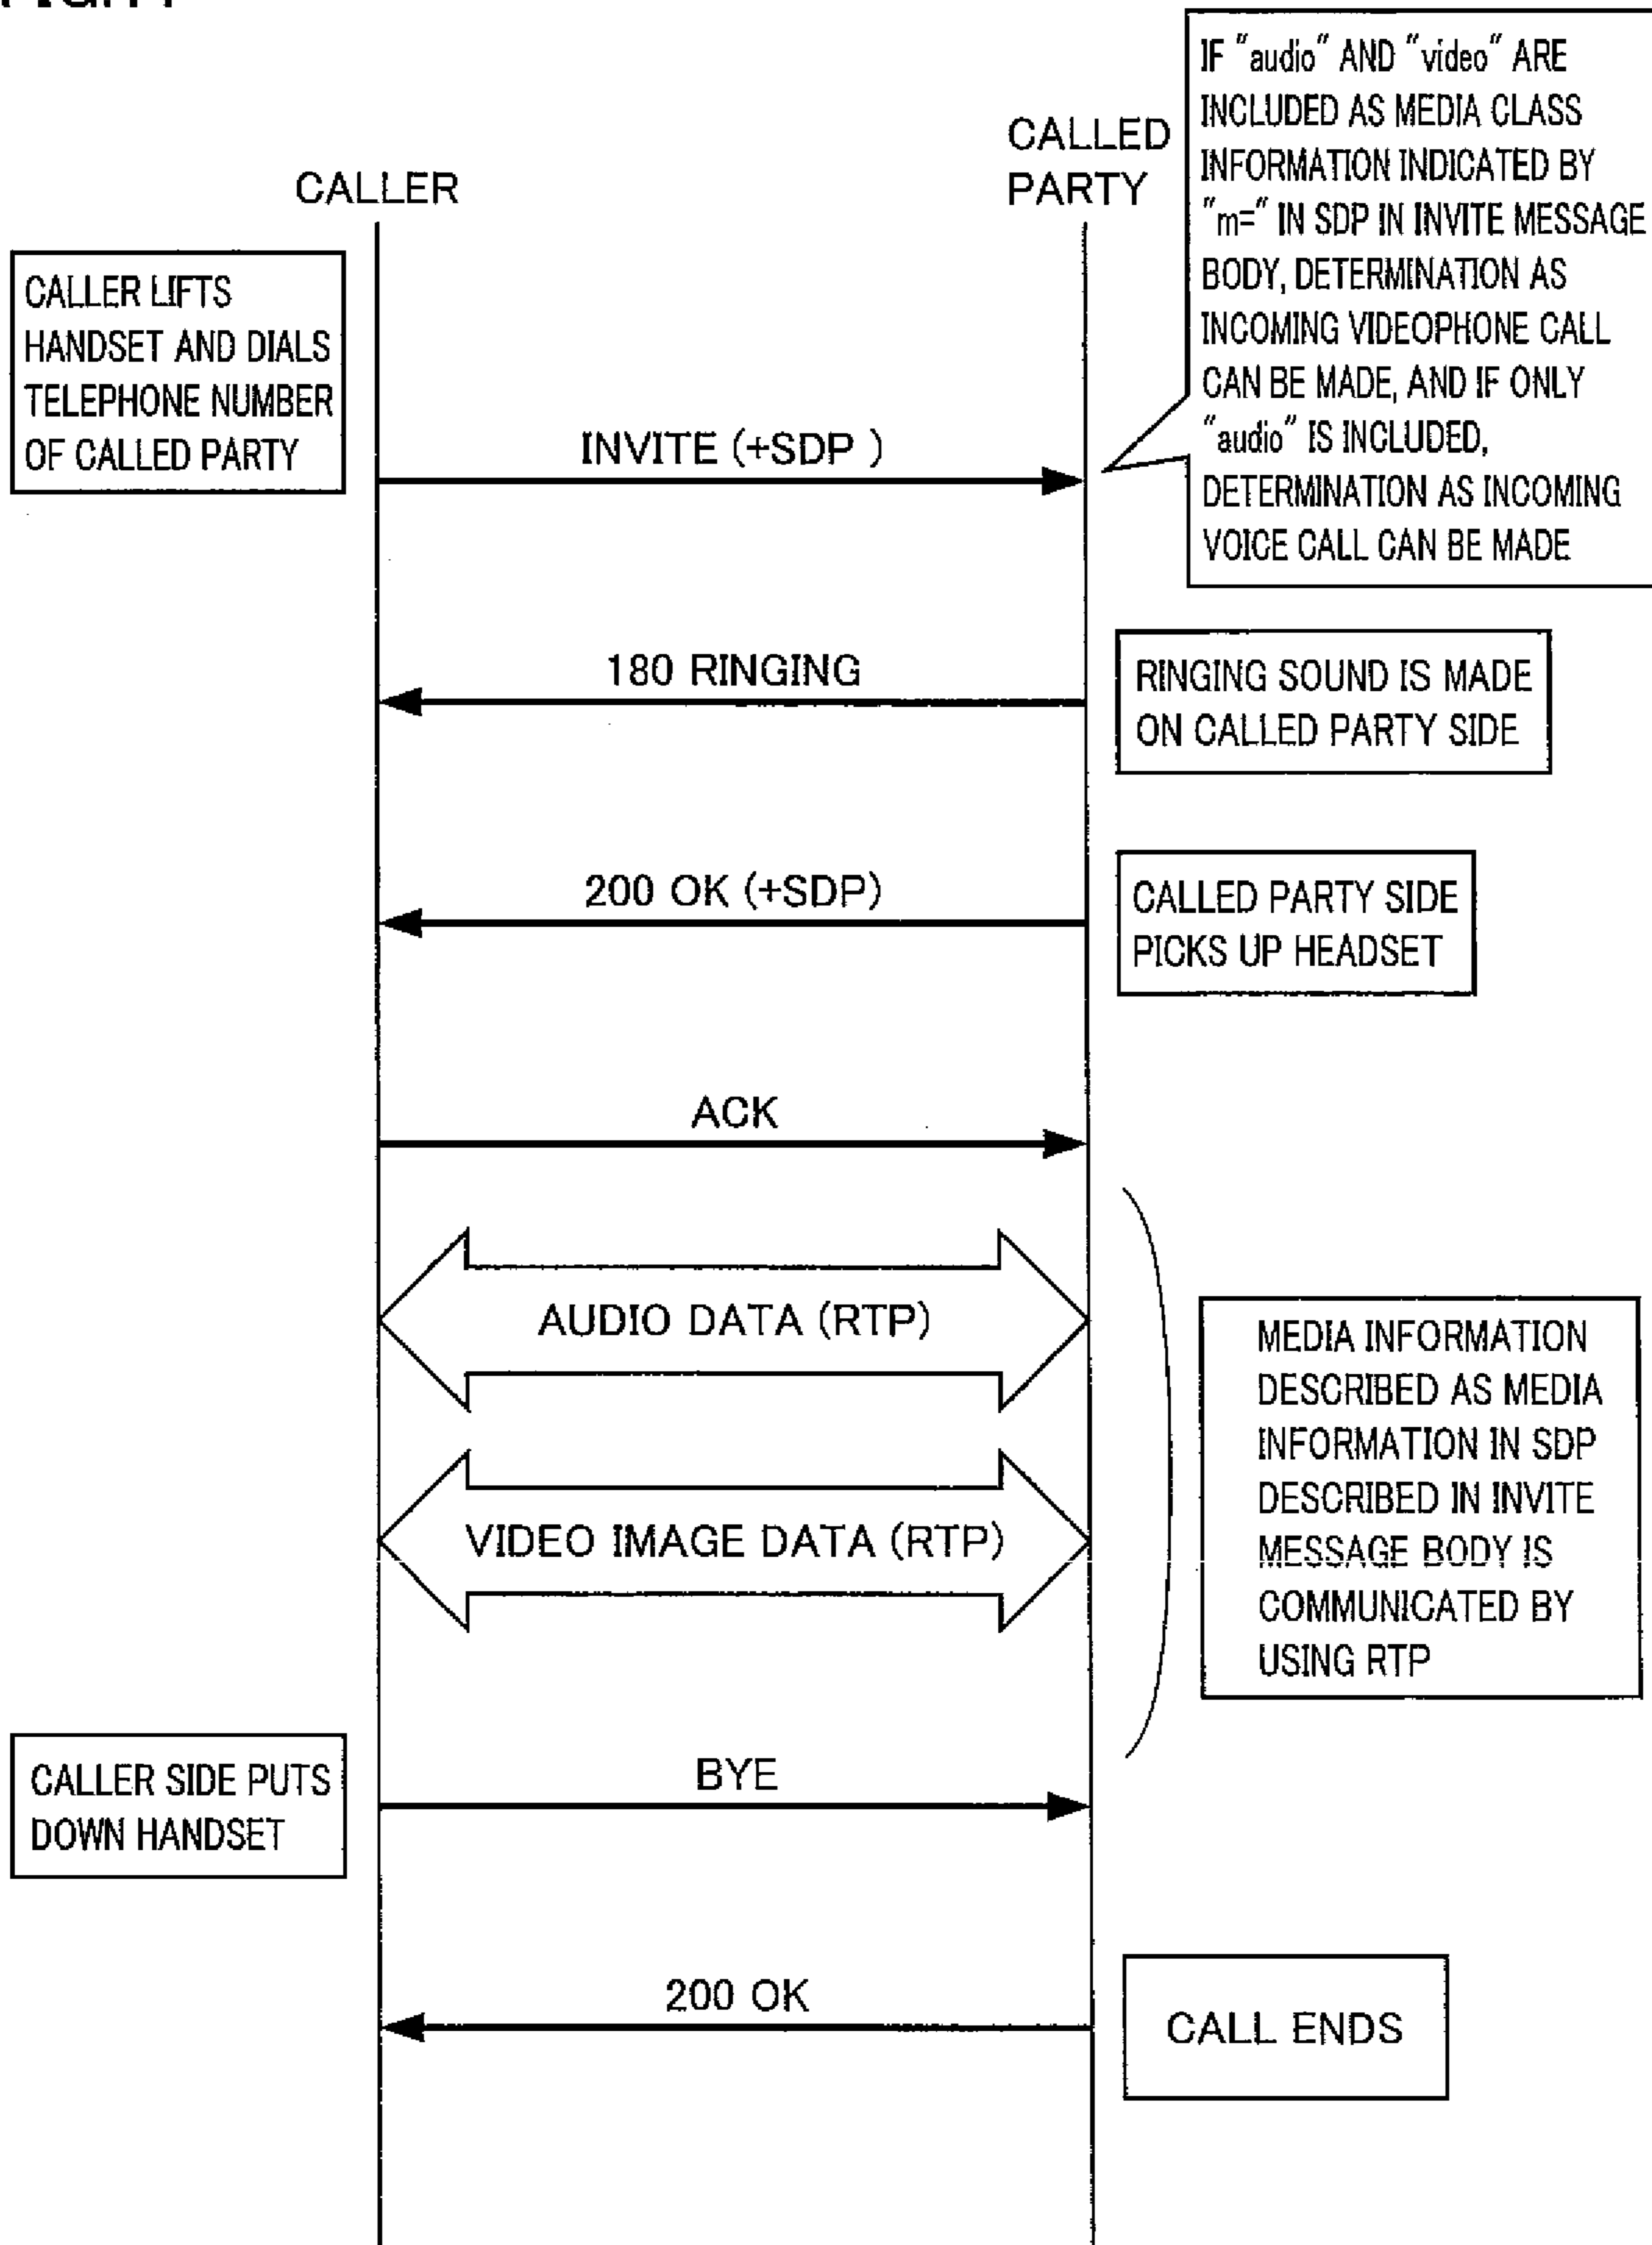 CALLER
CALLED
PARTY
IF "audio" AND "video" ARE
INCLUDED AS MEDIA CLASS
INFORMATION INDICATED BY
"m=" IN SDP IN INVITE MESSAGE
BODY, DETERMINATION AS
INCOMING VIDEOPHONE CALL
CAN BE MADE, AND IF ONLY
"audio" IS INCLUDED,
DETERMINATION AS INCOMING
VOICE CALL CAN BE MADE
CALLER LIFTS
HANDSET AND DIALS
TELEPHONE NUMBER
OF CALLED PARTY
INVITE (+SDP )
180 RINGING
RINGING SOUND IS MADE
ON CALLED PARTY SIDE
200 OK (+SDP)
CALLED PARTY SIDE
PICKS UP HEADSET
ACK
AUDIO DATA (RTP)
VIDEO IMAGE DATA (RTP)
MEDIA INFORMATION
DESCRIBED AS MEDIA
INFORMATION IN SDP
DESCRIBED IN INVITE
MESSAGE BODY IS
COMMUNICATED BY
USING RTP
CALLER SIDE PUTS
DOWN HANDSET
BYE
200 OK
CALL ENDS